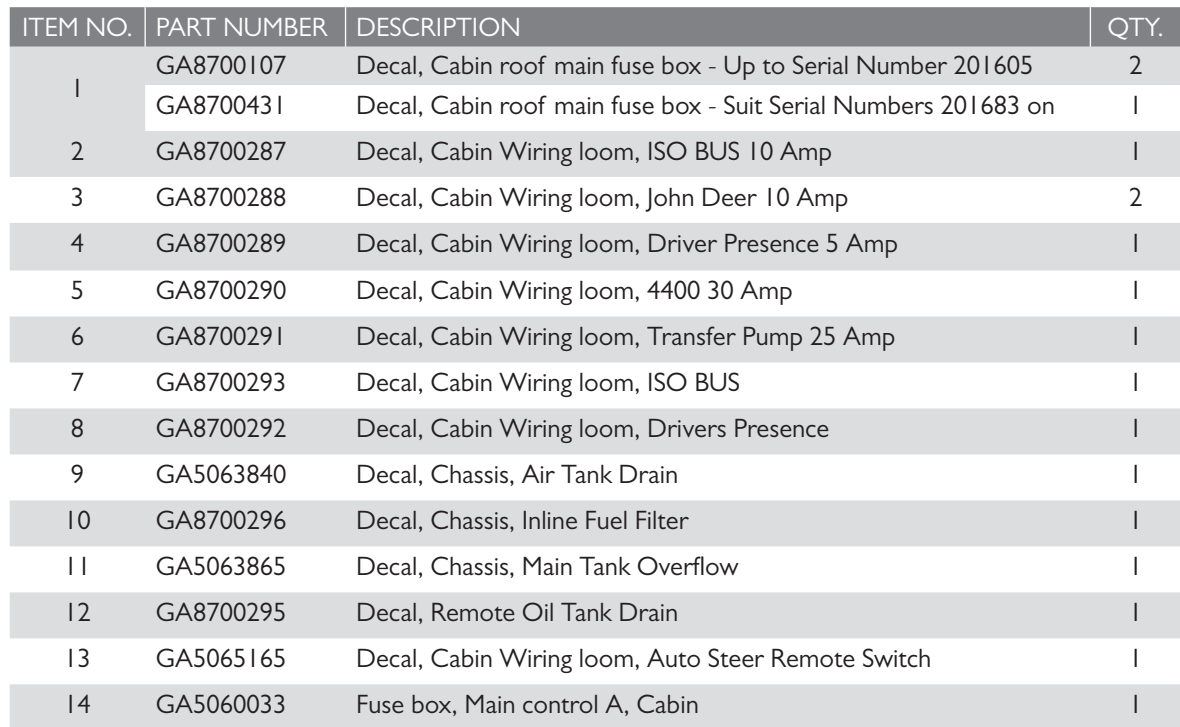 ITEM NO. PART NUMBER DESCRIPTION QTY.
1 GA8700107 Decal, Cabin roof main fuse box - Up to Serial Number 201605 2
GA8700431 Decal, Cabin roof main fuse box - Suit Serial Numbers 201683 on 1
2 GA8700287 Decal, Cabin Wiring loom, ISO BUS 10 Amp 1
3 GA8700288 Decal, Cabin Wiring loom, John Deer 10 Amp 2
4 GA8700289 Decal, Cabin Wiring loom, Driver Presence 5 Amp 1
5 GA8700290 Decal, Cabin Wiring loom, 4400 30 Amp 1
6 GA8700291 Decal, Cabin Wiring loom, Transfer Pump 25 Amp 1
7 GA8700293 Decal, Cabin Wiring loom, ISO BUS 1
8 GA8700292 Decal, Cabin Wiring loom, Drivers Presence 1
9 GA5063840 Decal, Chassis, Air Tank Drain 1
10 GA8700296 Decal, Chassis, Inline Fuel Filter 1
11 GA5063865 Decal, Chassis, Main Tank Overflow 1
12 GA8700295 Decal, Remote Oil Tank Drain 1
13 GA5065165 Decal, Cabin Wiring loom, Auto Steer Remote Switch 1
14 GA5060033 Fuse box, Main control A, Cabin 1